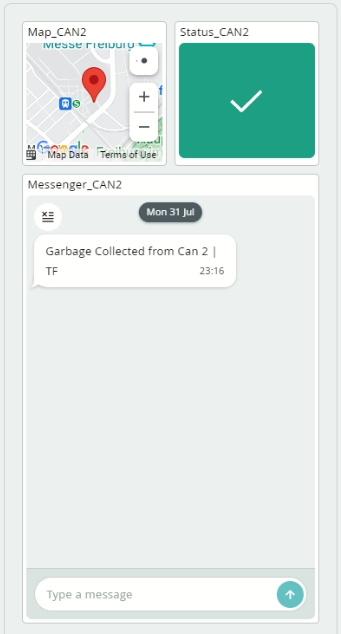 Map_CAN2
Status_CAN2
Messe Freiburg
S
+
−
Google
Map Data
Terms of Use
Messenger_CAN2
Mon 31 Jul
Garbage Collected from Can 2 |
TF
23:16
Type a message